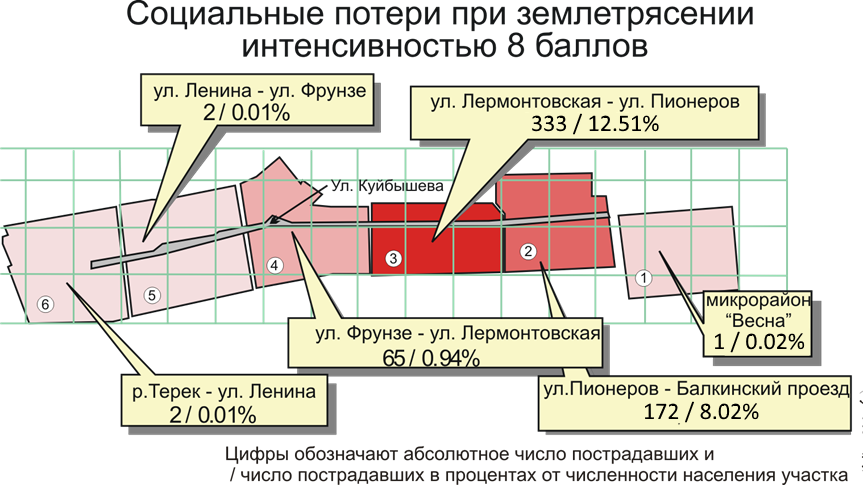 Социальные потери при землетрясении
интенсивностью 8 баллов
ул. Ленина - ул. Фрунзе
2 / 0.01%
ул. Лермонтовская - ул. Пионеров
333 / 12.51%
Ул. Куйбышева
6
5
4
3
2
1
микрорайон
“Весна”
1 / 0.02%
ул. Фрунзе - ул. Лермонтовская
65 / 0.94%
р.Терек - ул. Ленина
2 / 0.01%
ул.Пионеров - Балкинский проезд
172 / 8.02%
Цифры обозначают абсолютное число пострадавших и
/ число пострадавших в процентах от численности населения участка